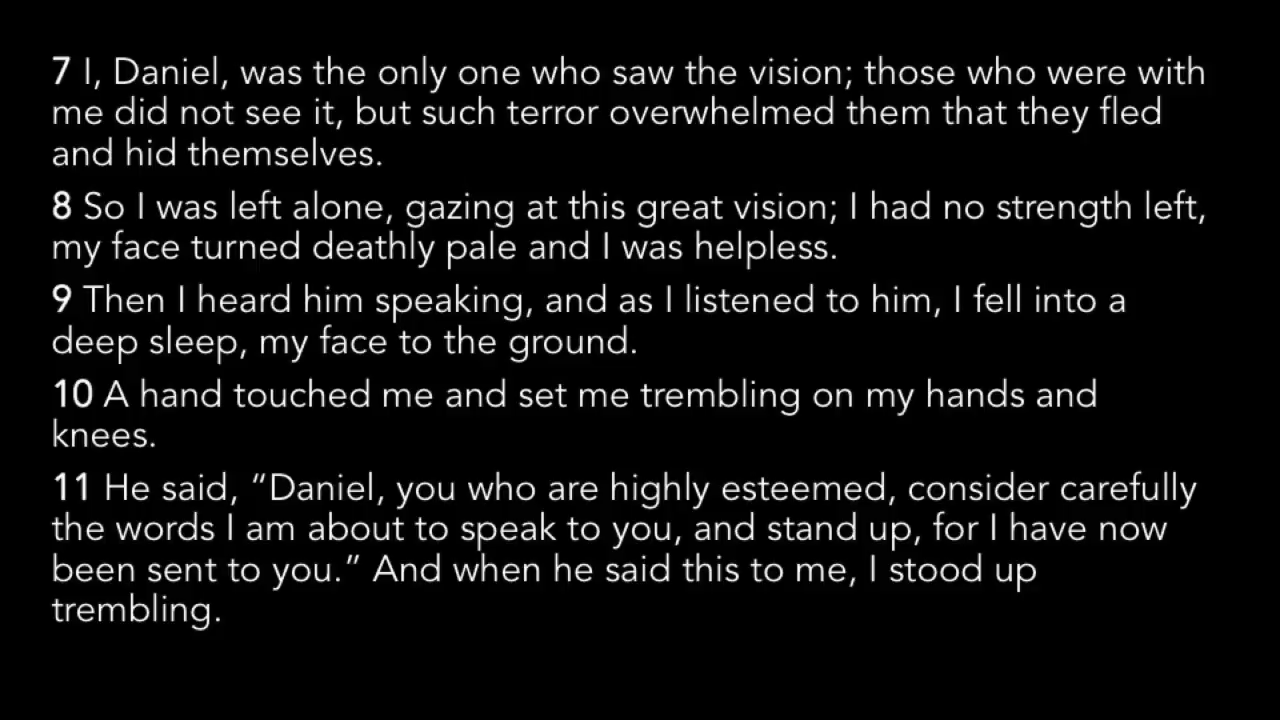 7 I, Daniel, was the only one who saw the vision; those who were with
me did not see it, but such terror overwhelmed them that they fled
and hid themselves.
8 So I was left alone, gazing at this great vision; I had no strength left,
my face turned deathly pale and I was helpless.
9 Then I heard him speaking, and as I listened to him, I fell into a
deep sleep, my face to the ground.
10 A hand touched me and set me trembling on my hands and
knees.
11 He said, “Daniel, you who are highly esteemed, consider carefully
the words I am about to speak to you, and stand up, for I have now
been sent to you.” And when he said this to me, I stood up
trembling.